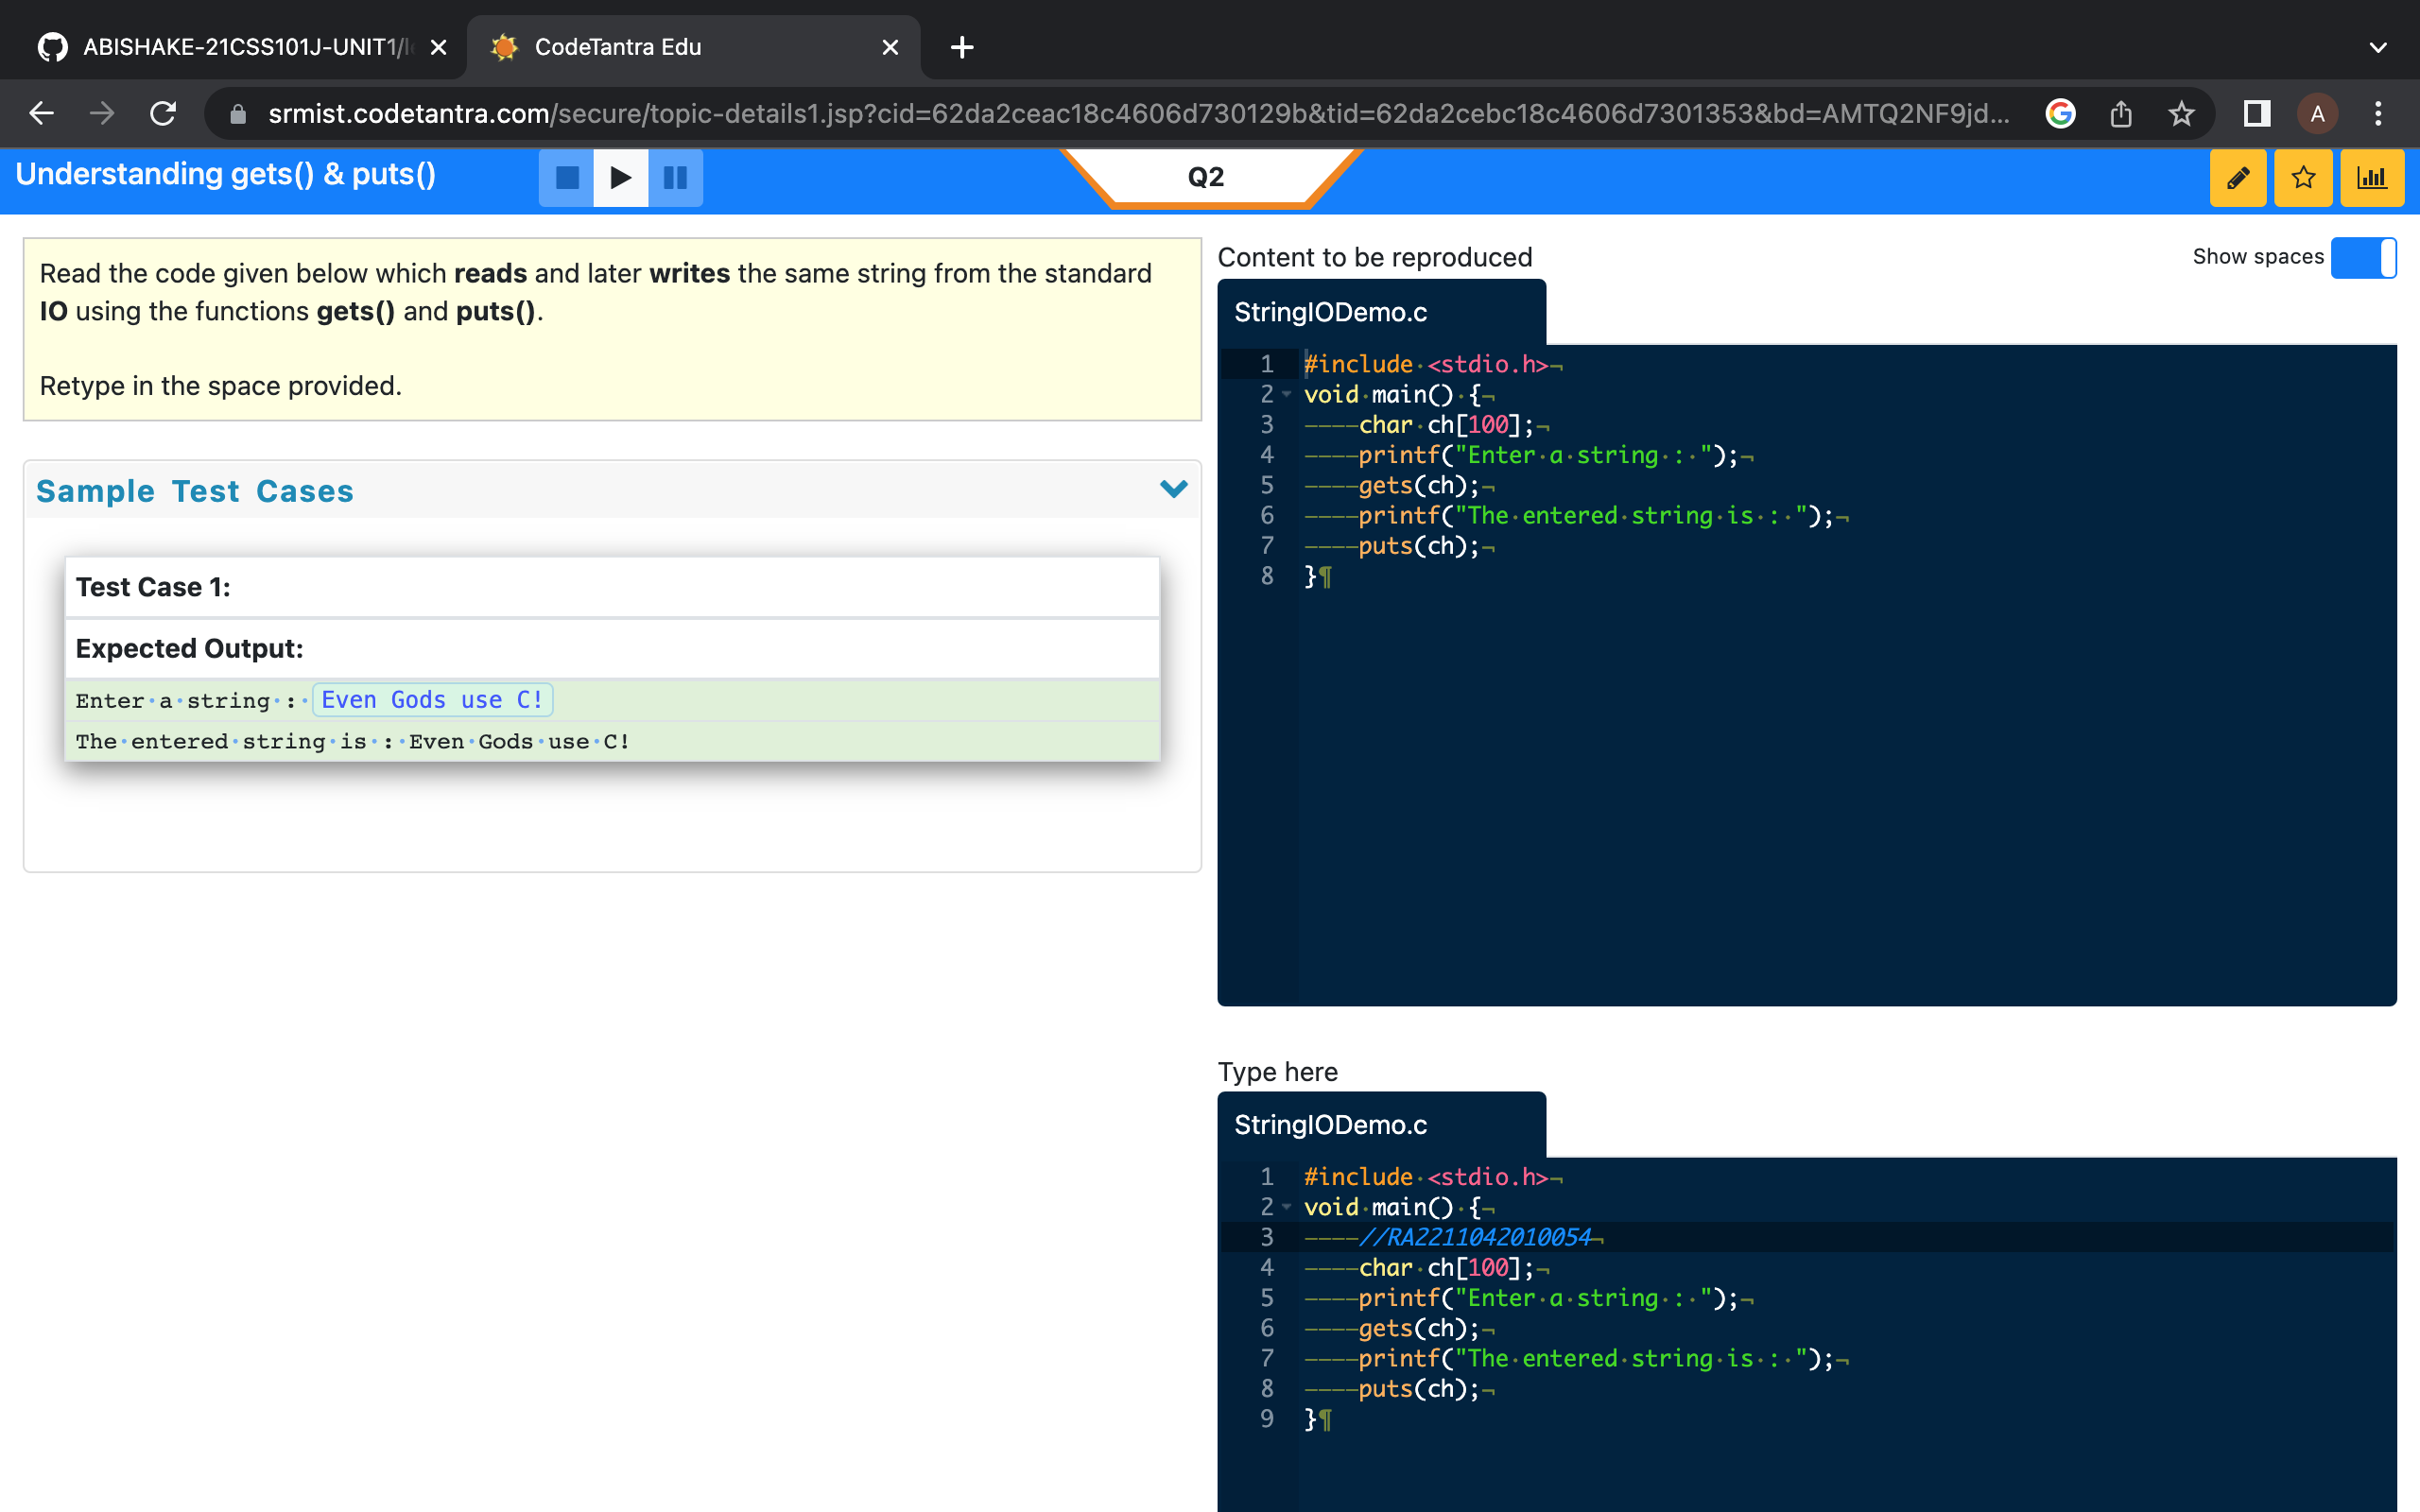 ABISHAKE-21CSS101J-UNIT1/l
CodeTantra Edu
srmist.codetantra.com/secure/topic-details1.jsp?cid=62da2ceac18c4606d730129b&tid=62da2cebc18c4606d7301353&bd=AMTQ2NF9jd...
A
Understanding gets() & puts()
Q2
Read the code given below which reads and later writes the same string from the standard
IO using the functions gets() and puts().
Retype in the space provided.
Sample Test Cases
Test Case 1:
Expected Output:
Enter·a·string·:·Even Gods use C!
The·entered·string·is·:·Even·Gods·use·C!
Content to be reproduced
Show spaces
StringIODemo.c
1 #include·<stdio.h>¬
2 void·main()·{¬
3 ————char·ch[100];¬
4 ————printf("Enter·a·string·:·");¬
5 ————gets(ch);¬
6 ————printf("The·entered·string·is·:·");¬
7 ————puts(ch);¬
8 }¶
Type here
StringIODemo.c
1 #include·<stdio.h>¬
2 void·main()·{¬
3 ————//RA2211042010054¬
4 ————char·ch[100];¬
5 ————printf("Enter·a·string·:·");¬
6 ————gets(ch);¬
7 ————printf("The·entered·string·is·:·");¬
8 ————puts(ch);¬
9 }¶